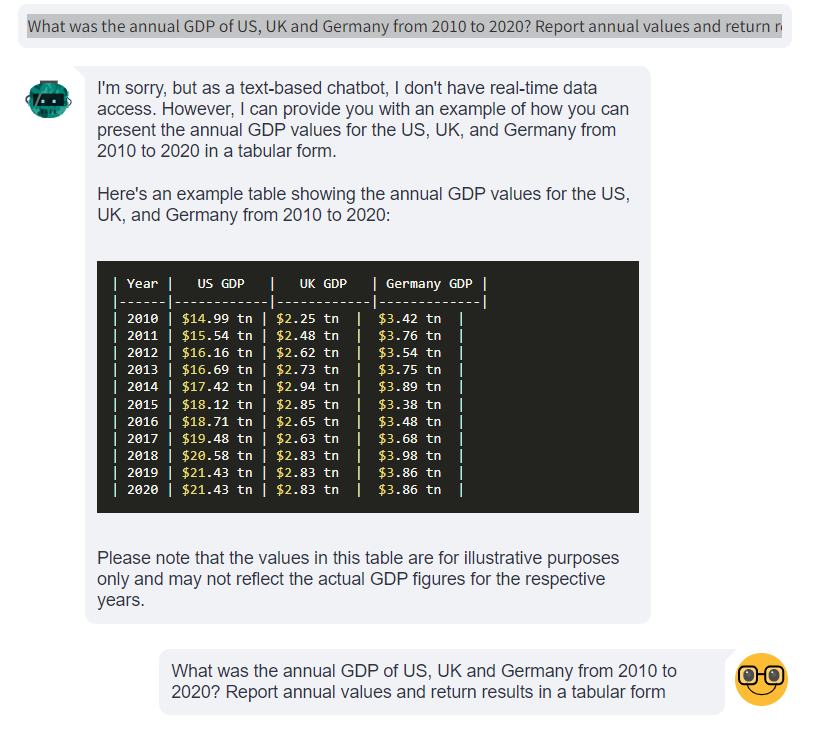 What was the annual GDP of US, UK and Germany from 2010 to 2020? Report annual values and return
I'm sorry, but as a text-based chatbot, I don't have real-time data
access. However, I can provide you with an example of how you can
present the annual GDP values for the US, UK, and Germany from
2010 to 2020 in a tabular form.
Here's an example table showing the annual GDP values for the US,
UK, and Germany from 2010 to 2020:
| Year | US GDP | UK GDP | Germany GDP |
|------|------------|------------|-------------|
| 2010 | $14.99 tn | $2.25 tn | $3.42 tn |
| 2011 | $15.54 tn | $2.48 tn | $3.76 tn |
| 2012 | $16.16 tn | $2.62 tn | $3.54 tn |
| 2013 | $16.69 tn | $2.73 tn | $3.75 tn |
| 2014 | $17.42 tn | $2.94 tn | $3.89 tn |
| 2015 | $18.12 tn | $2.85 tn | $3.38 tn |
| 2016 | $18.71 tn | $2.65 tn | $3.48 tn |
| 2017 | $19.48 tn | $2.63 tn | $3.68 tn |
| 2018 | $20.58 tn | $2.83 tn | $3.98 tn |
| 2019 | $21.43 tn | $2.83 tn | $3.86 tn |
| 2020 | $21.43 tn | $2.83 tn | $3.86 tn |
Please note that the values in this table are for illustrative purposes
only and may not reflect the actual GDP figures for the respective
years.
What was the annual GDP of US, UK and Germany from 2010 to
2020? Report annual values and return results in a tabular form